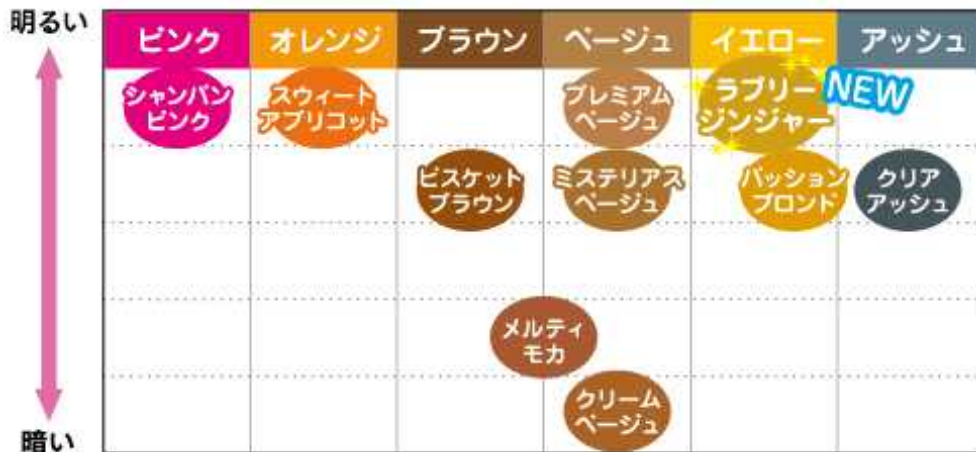 明るい
ピンク オレンジ ブラウン ベージュ イエロー アッシュ
シャンパン
ピンク
スウィート
アプリコット
プレミアム
ベージュ
ラブリー
ジンジャー
NEW
ビスケット
ブラウン
ミステリアス
ベージュ
パッション
ブロンド
クリア
アッシュ
メルティ
モカ
クリーム
ベージュ
暗い